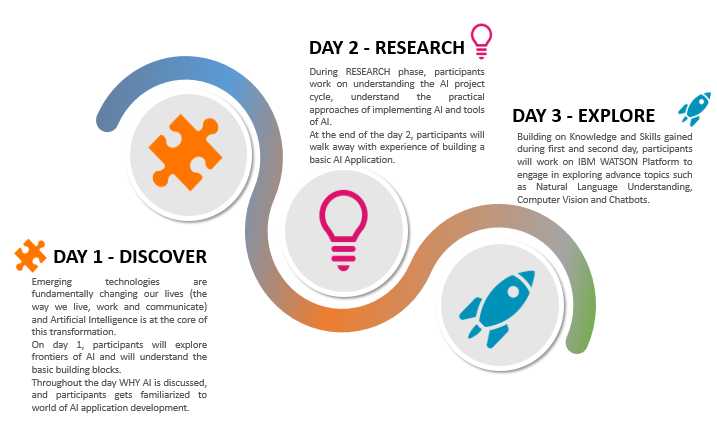 DAY 1 - DISCOVER
Emerging technologies are
fundamentally changing our lives (the
way we live, work and communicate)
and Artificial Intelligence is at the core of
this transformation.
On day 1, participants will explore
frontiers of AI and will understand the
basic building blocks.
Throughout the day WHY AI is discussed,
and participants gets familiarized to
world of AI application development.
DAY 2 - RESEARCH
During RESEARCH phase, participants
work on understanding the AI project
cycle, understand the practical
approaches of implementing AI and tools
of AI.
At the end of the day 2, participants will
walk away with experience of building a
basic AI Application.
DAY 3 - EXPLORE
Building on Knowledge and Skills gained
during first and second day, participants
will work on IBM WATSON Platform to
engage in exploring advance topics such
as Natural Language Understanding,
Computer Vision and Chatbots.